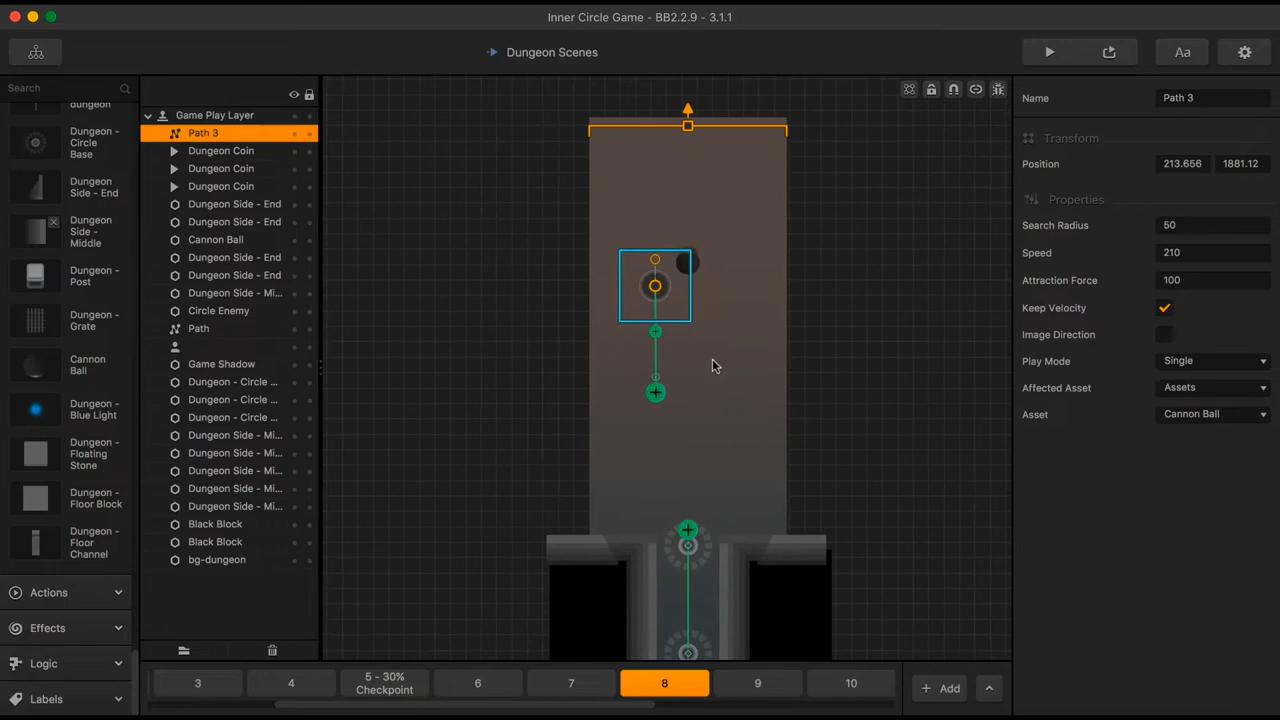 Inner Circle Game - BB2.2.9 - 3.1.1
Dungeon Scenes
Aa
Search
dungeon
Dungeon -
Circle
Base
Dungeon
Side - End
Dungeon
Side -
Middle
Dungeon -
Post
Dungeon -
Grate
Cannon
Ball
Dungeon -
Blue Light
Dungeon -
Floating
Stone
Dungeon -
Floor Block
Dungeon -
Floor
Channel
Actions
Effects
Logic
Labels
Game Play Layer
Path 3
Dungeon Coin
Dungeon Coin
Dungeon Coin
Dungeon Side - End
Dungeon Side - End
Cannon Ball
Dungeon Side - End
Dungeon Side - End
Dungeon Side - Mi...
Circle Enemy
Path
Game Shadow
Dungeon - Circle ...
Dungeon - Circle ...
Dungeon - Circle ...
Dungeon Side - Mi...
Dungeon Side - Mi...
Dungeon Side - Mi...
Dungeon Side - Mi...
Dungeon Side - Mi...
Black Block
Black Block
bg-dungeon
3
4
5 - 30%
Checkpoint
6
7
8
9
10
Add
Name Path 3
Transform
Position 213.656 1881.12
Properties
Search Radius 50
Speed 210
Attraction Force 100
Keep Velocity
Image Direction
Play Mode Single
Affected Asset Assets
Asset Cannon Ball